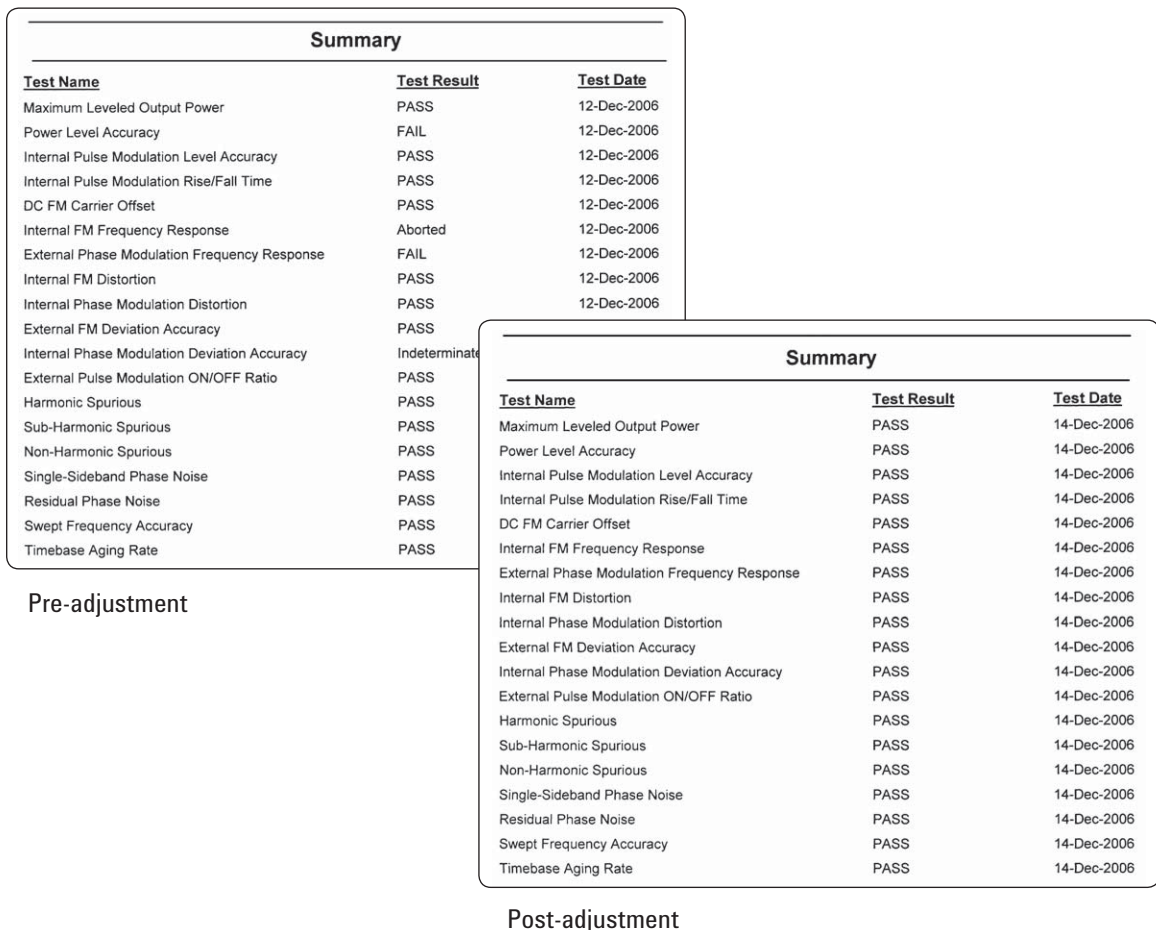 Summary
Test Name Test Result Test Date
Maximum Leveled Output Power PASS 12-Dec-2006
Power Level Accuracy FAIL 12-Dec-2006
Internal Pulse Modulation Level Accuracy PASS 12-Dec-2006
Internal Pulse Modulation Rise/Fall Time PASS 12-Dec-2006
DC FM Carrier Offset PASS 12-Dec-2006
Internal FM Frequency Response Aborted 12-Dec-2006
External Phase Modulation Frequency Response FAIL 12-Dec-2006
Internal FM Distortion PASS 12-Dec-2006
Internal Phase Modulation Distortion PASS 12-Dec-2006
External FM Deviation Accuracy PASS
Internal Phase Modulation Deviation Accuracy Indeterminate
External Pulse Modulation ON/OFF Ratio PASS
Harmonic Spurious PASS
Sub-Harmonic Spurious PASS
Non-Harmonic Spurious PASS
Single-Sideband Phase Noise PASS
Residual Phase Noise PASS
Swept Frequency Accuracy PASS
Timebase Aging Rate PASS
Pre-adjustment
Summary
Test Name Test Result Test Date
Maximum Leveled Output Power PASS 14-Dec-2006
Power Level Accuracy PASS 14-Dec-2006
Internal Pulse Modulation Level Accuracy PASS 14-Dec-2006
Internal Pulse Modulation Rise/Fall Time PASS 14-Dec-2006
DC FM Carrier Offset PASS 14-Dec-2006
Internal FM Frequency Response PASS 14-Dec-2006
External Phase Modulation Frequency Response PASS 14-Dec-2006
Internal FM Distortion PASS 14-Dec-2006
Internal Phase Modulation Distortion PASS 14-Dec-2006
External FM Deviation Accuracy PASS 14-Dec-2006
Internal Phase Modulation Deviation Accuracy PASS 14-Dec-2006
External Pulse Modulation ON/OFF Ratio PASS 14-Dec-2006
Harmonic Spurious PASS 14-Dec-2006
Sub-Harmonic Spurious PASS 14-Dec-2006
Non-Harmonic Spurious PASS 14-Dec-2006
Single-Sideband Phase Noise PASS 14-Dec-2006
Residual Phase Noise PASS 14-Dec-2006
Swept Frequency Accuracy PASS 14-Dec-2006
Timebase Aging Rate PASS 14-Dec-2006
Post-adjustment